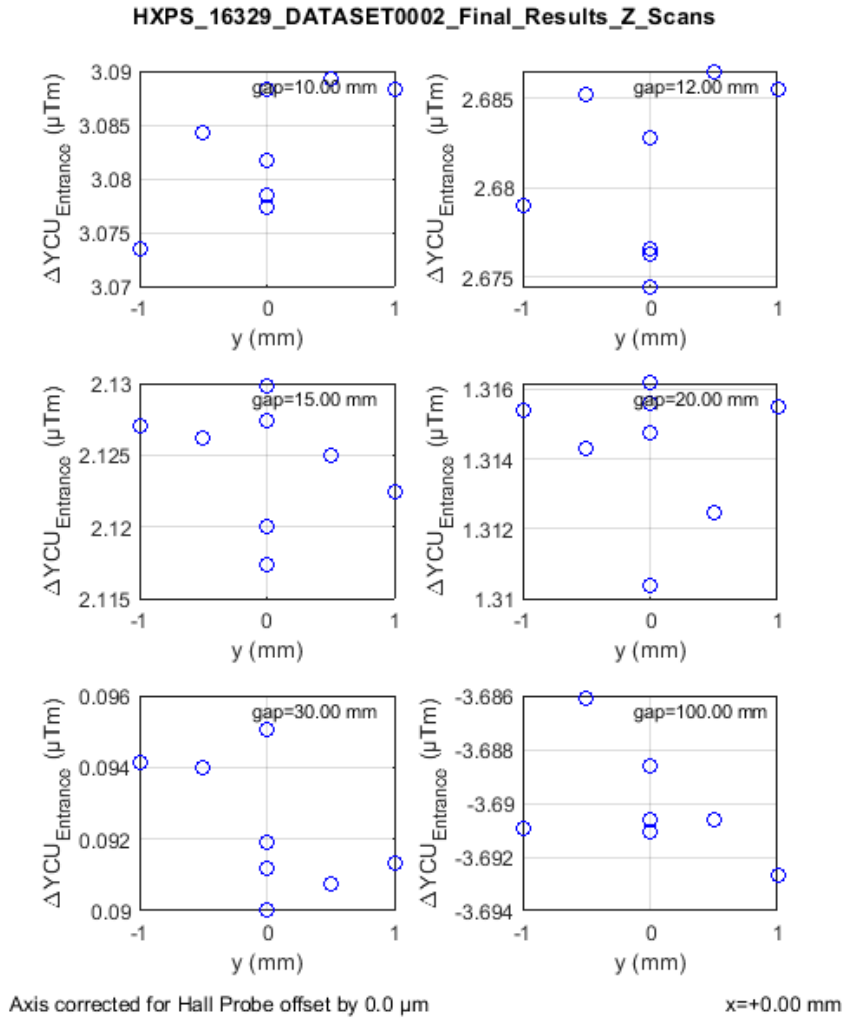 HXPS_16329_DATASET0002_Final_Results_Z_Scans
3.09
3.085
3.08
3.075
3.07
-1
0
1
gap=10.00 mm
ΔYCU_Entrance (μTm)
y (mm)
2.685
2.68
2.675
-1
0
1
gap=12.00 mm
ΔYCU_Entrance (μTm)
y (mm)
2.13
2.125
2.12
2.115
-1
0
1
gap=15.00 mm
ΔYCU_Entrance (μTm)
y (mm)
1.316
1.314
1.312
1.31
-1
0
1
gap=20.00 mm
ΔYCU_Entrance (μTm)
y (mm)
0.096
0.094
0.092
0.09
-1
0
1
gap=30.00 mm
ΔYCU_Entrance (μTm)
y (mm)
-3.686
-3.688
-3.69
-3.692
-3.694
-1
0
1
gap=100.00 mm
ΔYCU_Entrance (μTm)
y (mm)
Axis corrected for Hall Probe offset by 0.0 μm
x=+0.00 mm